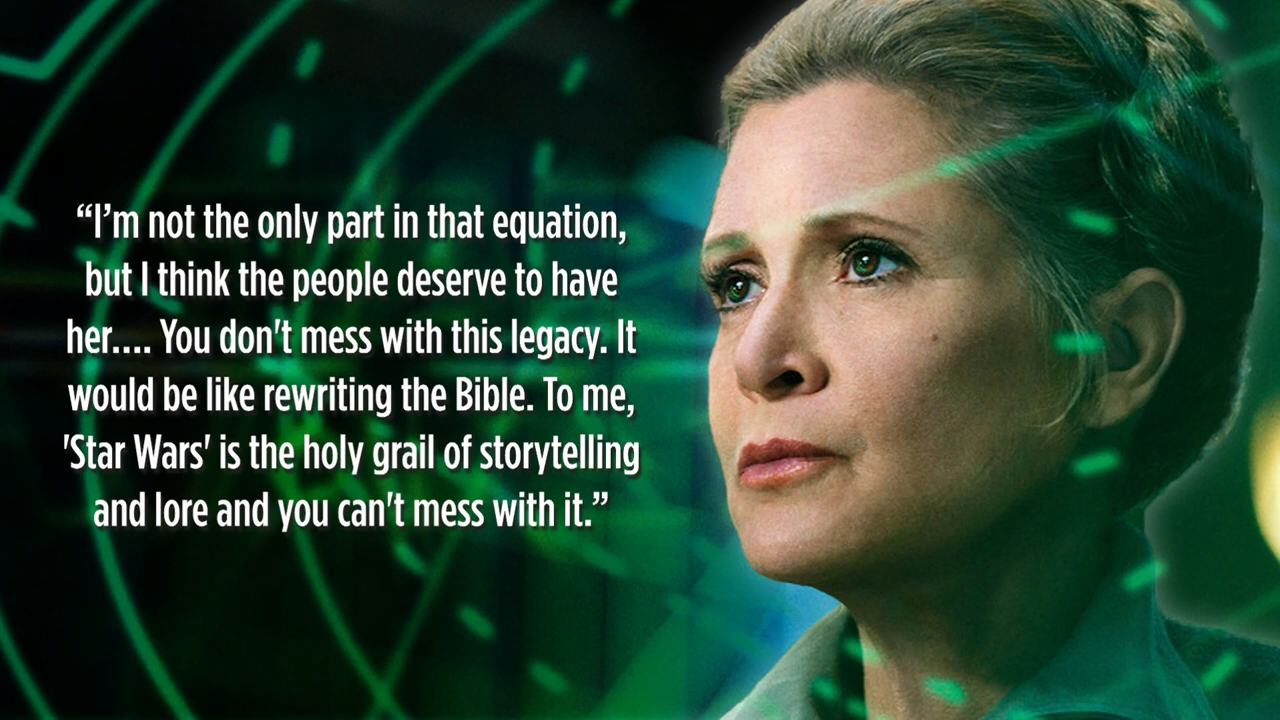 “I’m not the only part in that equation,
but I think the people deserve to have
her.... You don't mess with this legacy. It
would be like rewriting the Bible. To me,
'Star Wars' is the holy grail of storytelling
and lore and you can't mess with it.”